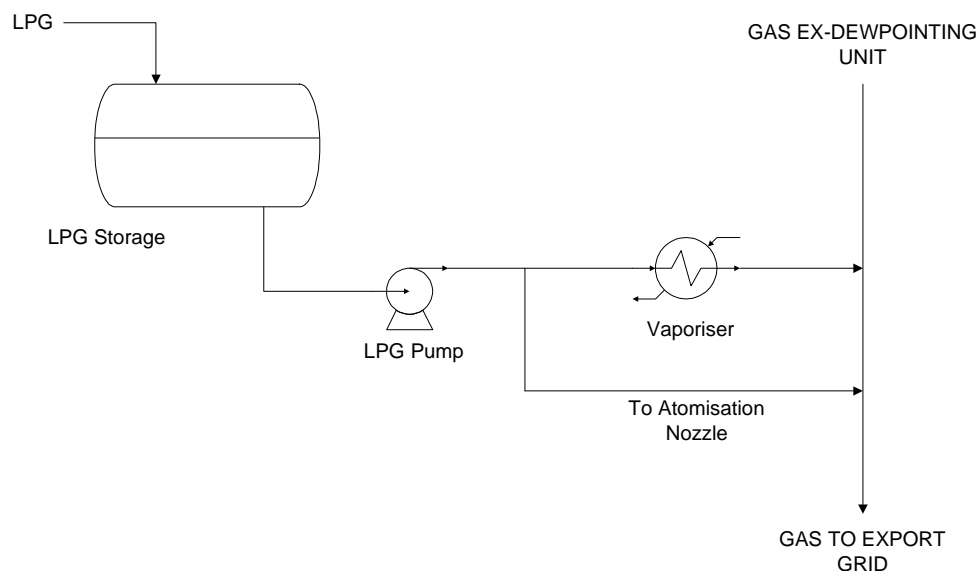 LPG
GAS EX-DEWPOINTING
UNIT
LPG Storage
Vaporiser
LPG Pump
To Atomisation
Nozzle
GAS TO EXPORT
GRID